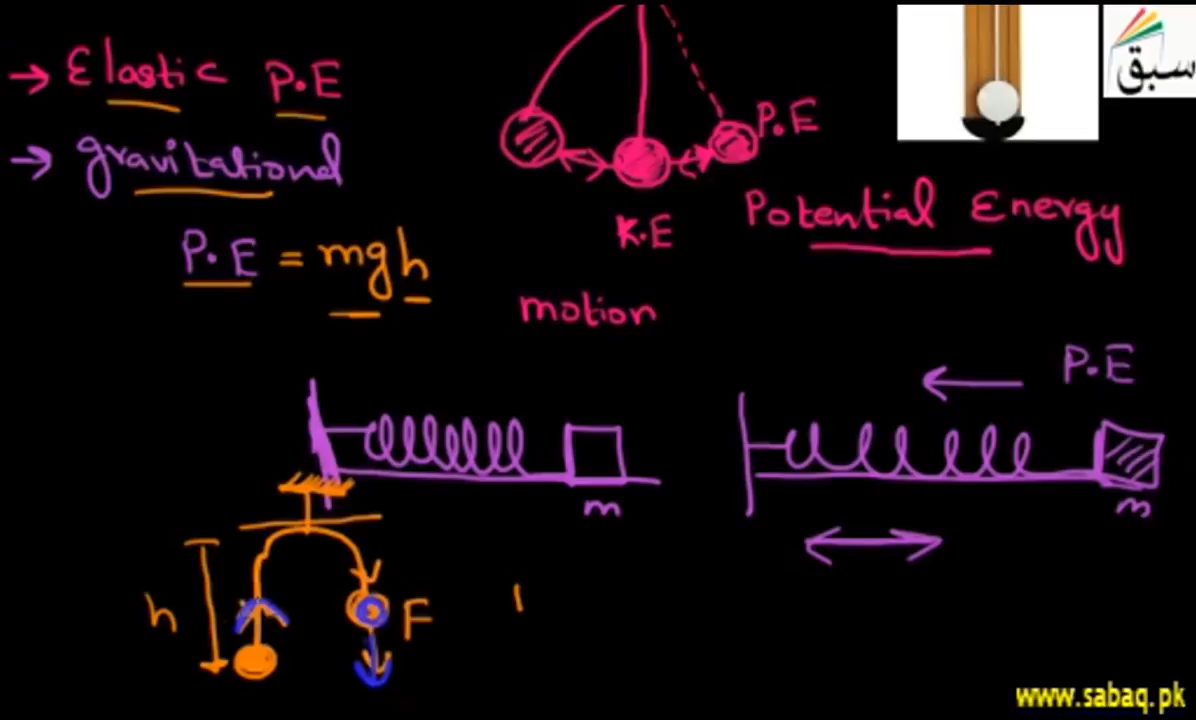 → Elastic P.E
→ gravitational
P.E = mgh
P.E
K.E
Potential Energy
motion
P.E
m
m
h
F
سبق
www.sabaq.pk